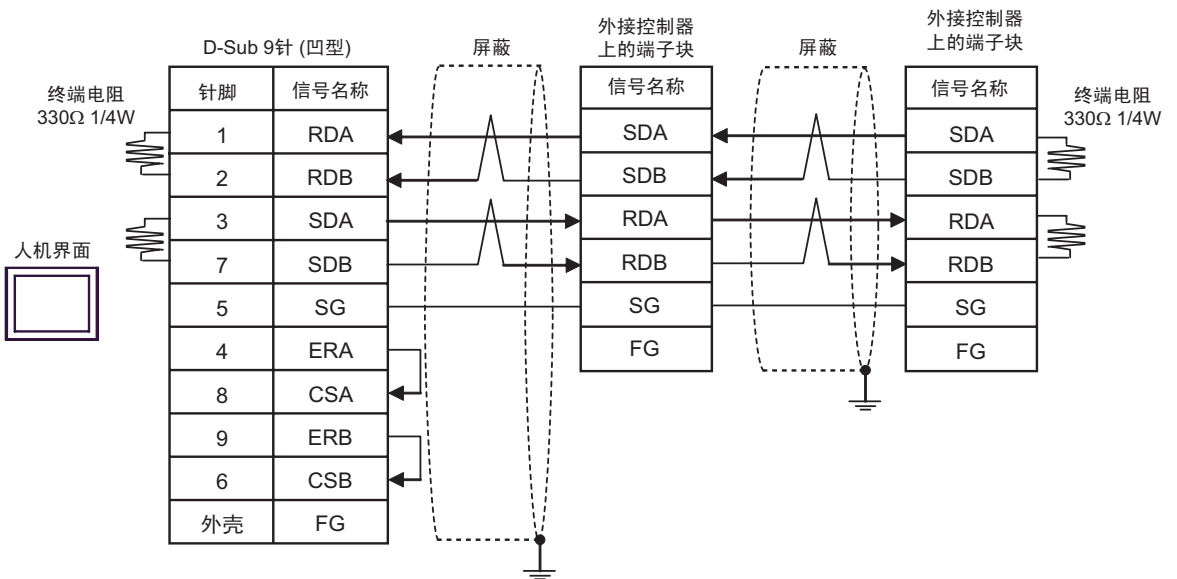 D-Sub 9针 (凹型)
屏蔽
外接控制器
上的端子块
屏蔽
外接控制器
上的端子块
终端电阻
330Ω 1/4W
人机界面
针脚 信号名称
1 RDA
2 RDB
3 SDA
7 SDB
5 SG
4 ERA
8 CSA
9 ERB
6 CSB
外壳 FG
信号名称
SDA
SDB
RDA
RDB
SG
FG
信号名称
SDA
SDB
RDA
RDB
SG
FG
终端电阻
330Ω 1/4W